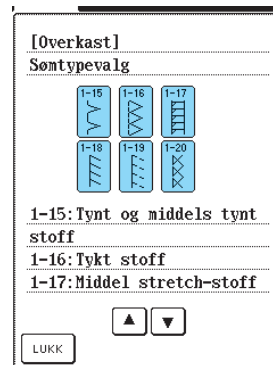 [Overkast]
Sømtypevalg
1-15 1-16 1-17
1-18 1-19 1-20
1-15:Tynt og middels tynt
stoff
1-16:Tykt stoff
1-17:Middel stretch-stoff
LUKK